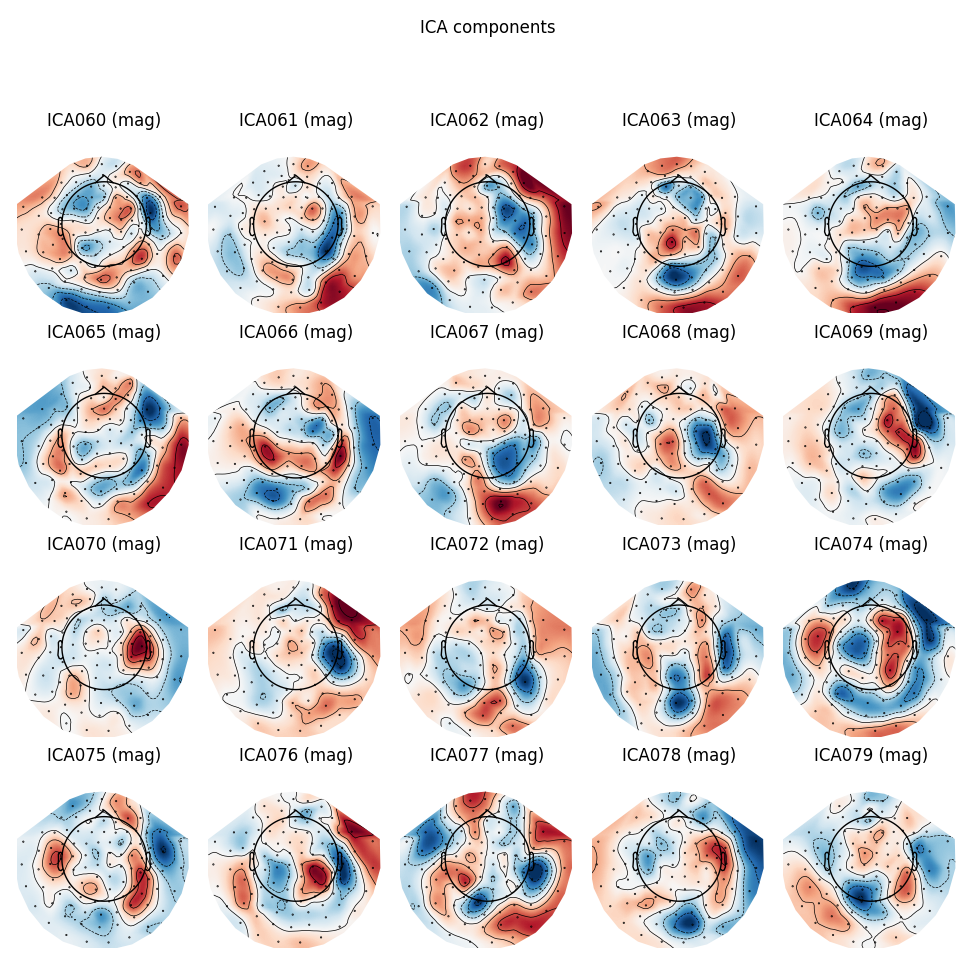 ICA components
ICA060 (mag) ICA061 (mag) ICA062 (mag) ICA063 (mag) ICA064 (mag)
ICA065 (mag) ICA066 (mag) ICA067 (mag) ICA068 (mag) ICA069 (mag)
ICA070 (mag) ICA071 (mag) ICA072 (mag) ICA073 (mag) ICA074 (mag)
ICA075 (mag) ICA076 (mag) ICA077 (mag) ICA078 (mag) ICA079 (mag)